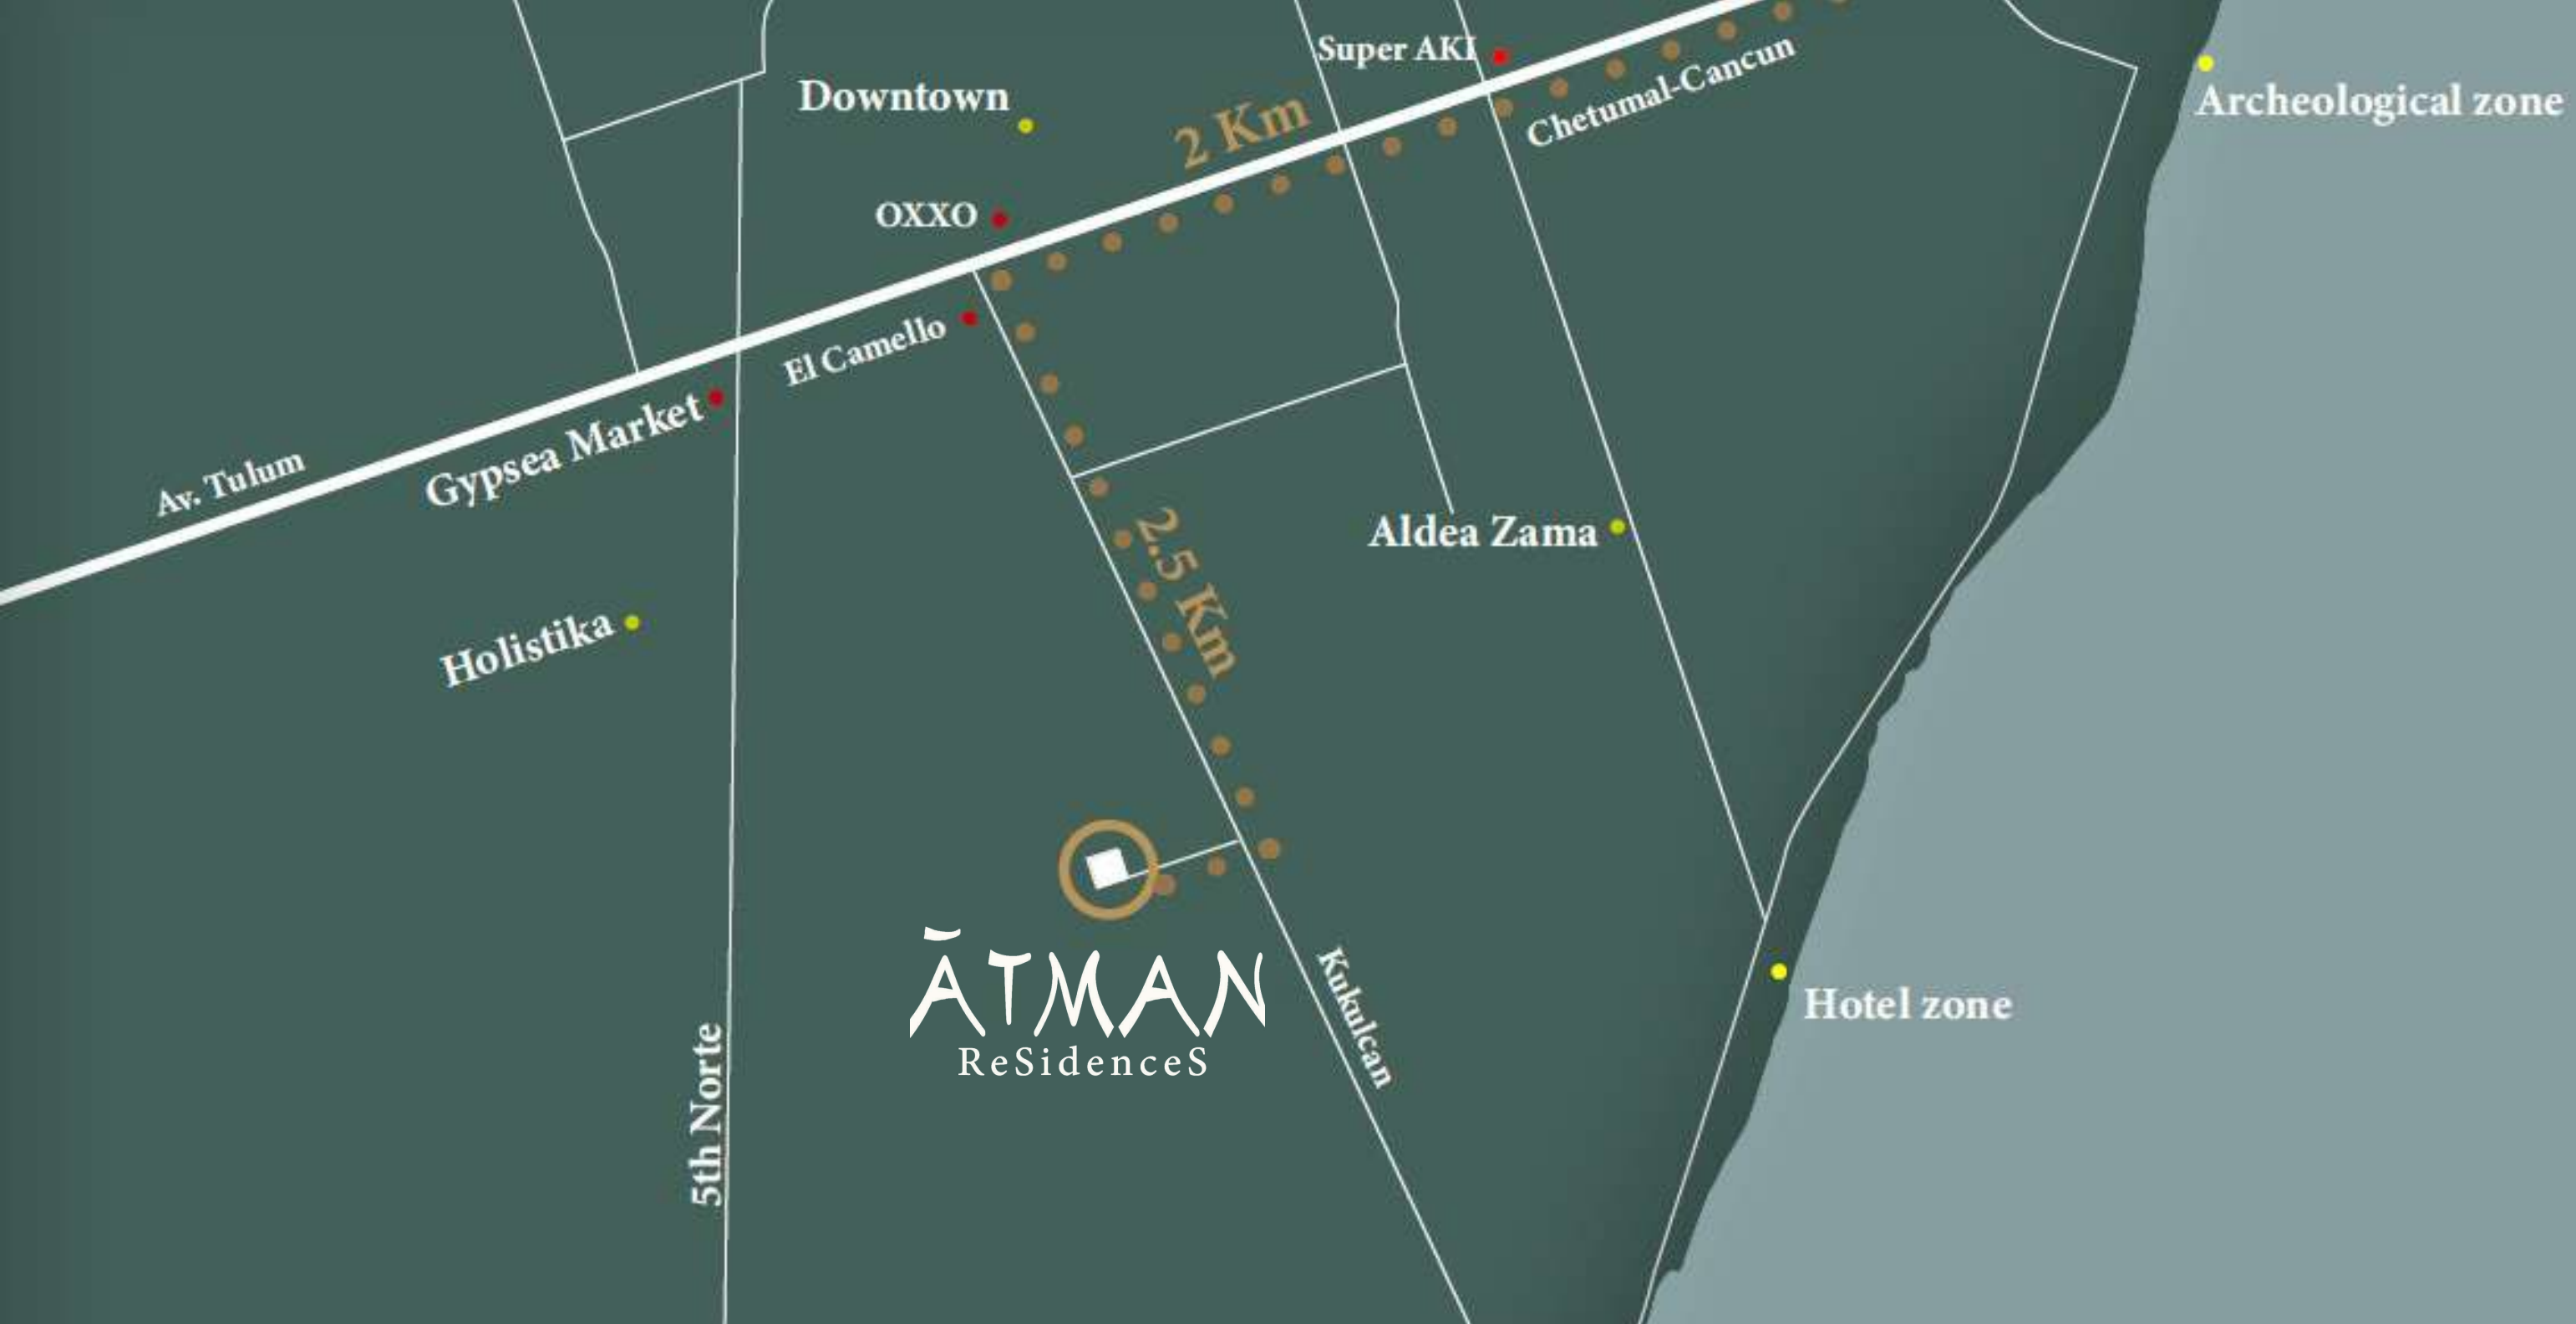 Super AKI
Archeological zone
Downtown
2 Km
Chetumal-Cancun
OXXO
El Camello
Gypsea Market
Av. Tulum
2.5 Km
Aldea Zama
Holistika
ĀTMAN
ReSidenceS
Kukulcan
Hotel zone
5th Norte